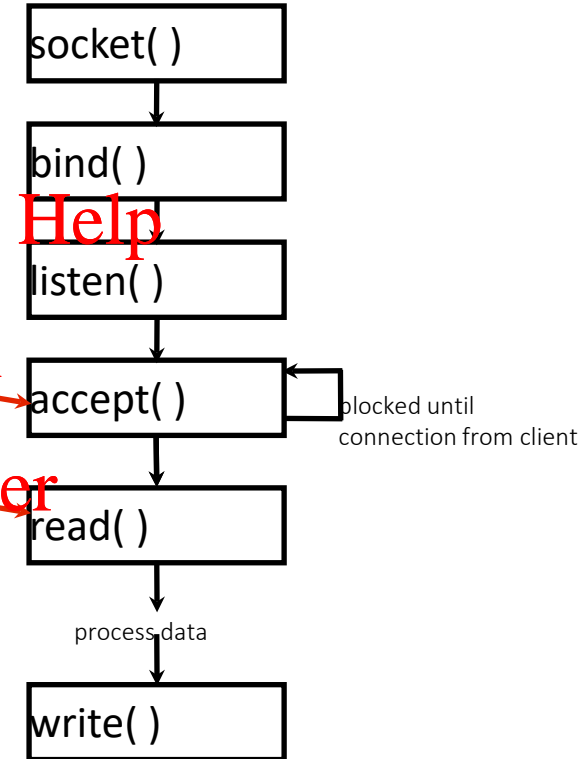 socket( )
bind( )
Help
listen( )
accept( )
blocked until
connection from client
er
read( )
process data
write( )